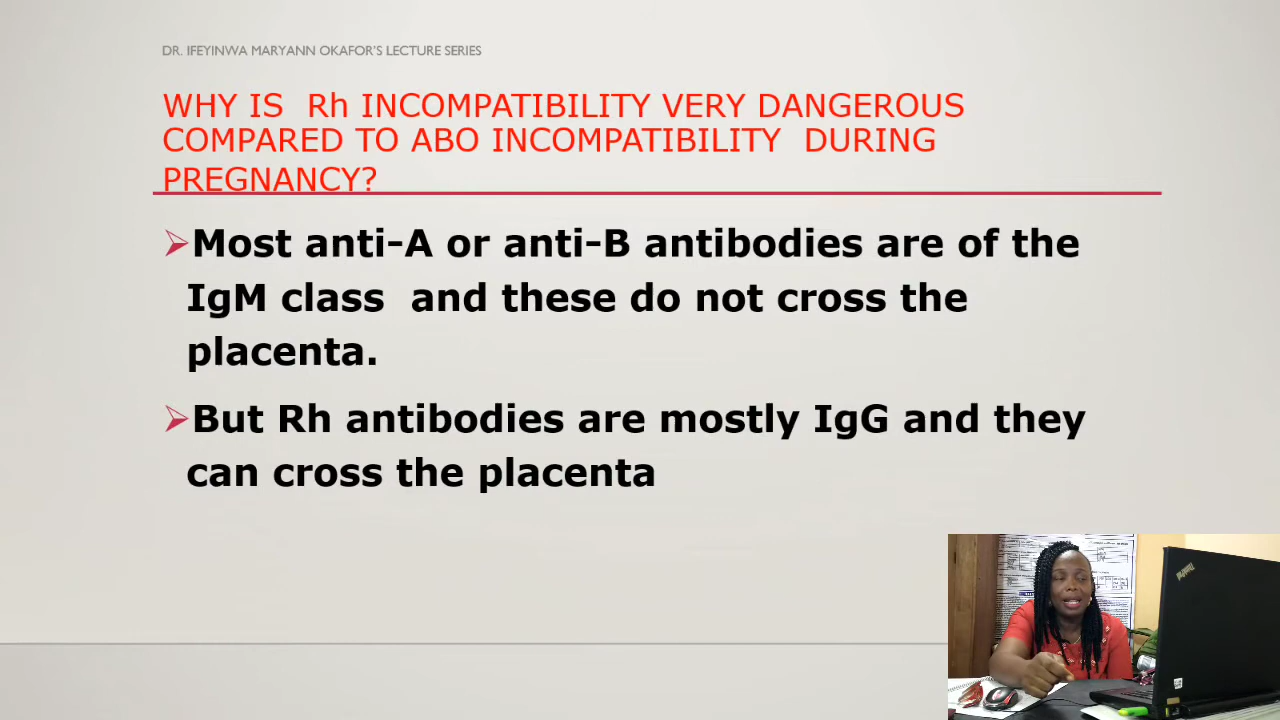 DR. IFEYINWA MARYANN OKAFOR'S LECTURE SERIES
WHY IS Rh INCOMPATIBILITY VERY DANGEROUS
COMPARED TO ABO INCOMPATIBILITY DURING
PREGNANCY?
Most anti-A or anti-B antibodies are of the
IgM class and these do not cross the
placenta.
But Rh antibodies are mostly IgG and they
can cross the placenta
ThinkPad